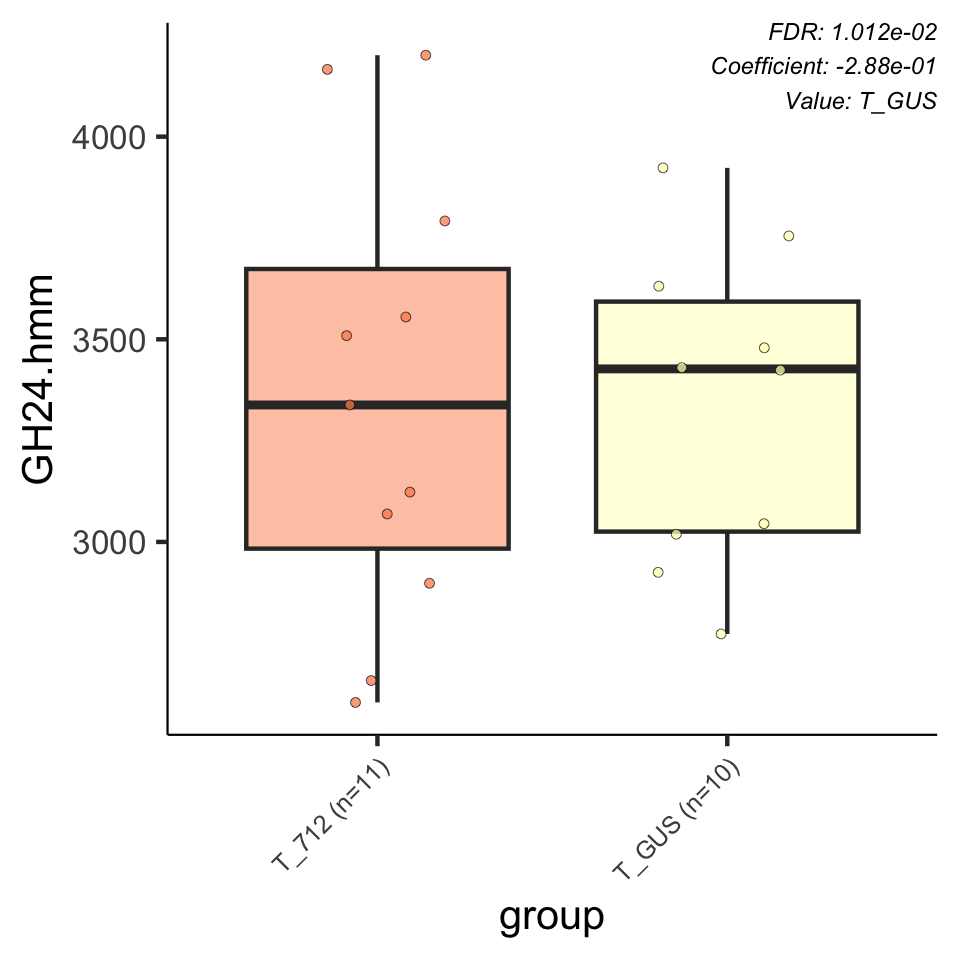 FDR: 1.012e-02
Coefficient: -2.88e-01
Value: T_GUS
4000
3500
3000
GH24.hmm
T_712 (n=11)
T_GUS (n=10)
group